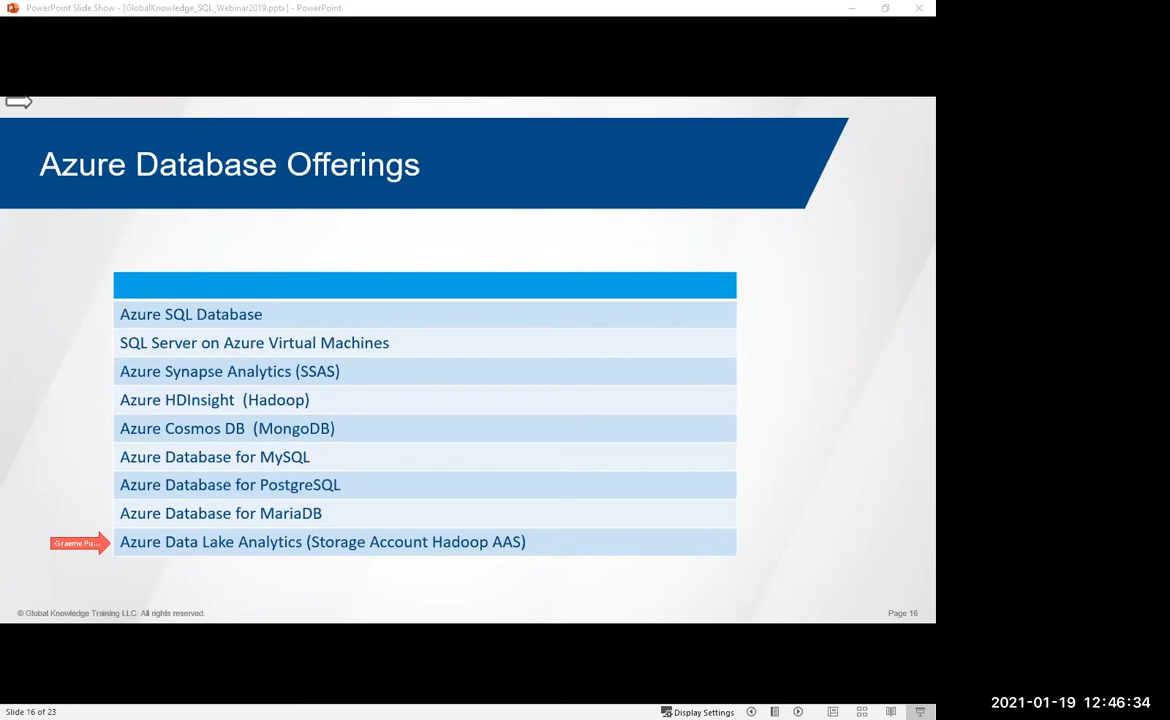 PowerPoint Slide Show - [GlobalKnowledge_SQL_Webinar2019.pptx] - PowerPoint
Azure Database Offerings
Azure SQL Database
SQL Server on Azure Virtual Machines
Azure Synapse Analytics (SSAS)
Azure HDInsight  (Hadoop)
Azure Cosmos DB  (MongoDB)
Azure Database for MySQL
Azure Database for PostgreSQL
Azure Database for MariaDB
Graeme Pu...
Azure Data Lake Analytics (Storage Account Hadoop AAS)
© Global Knowledge Training LLC. All rights reserved.
Page 16
2021-01-19 12:46:34
Slide 16 of 23
Display Settings